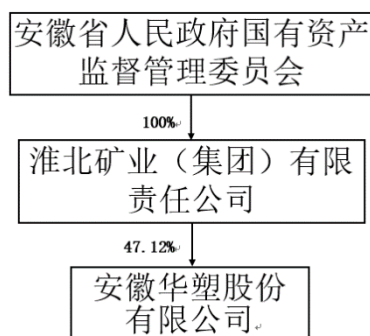 安徽省人民政府国有资产
监督管理委员会
100%
淮北矿业（集团）有限
责任公司
47.12%
安徽华塑股份
有限公司